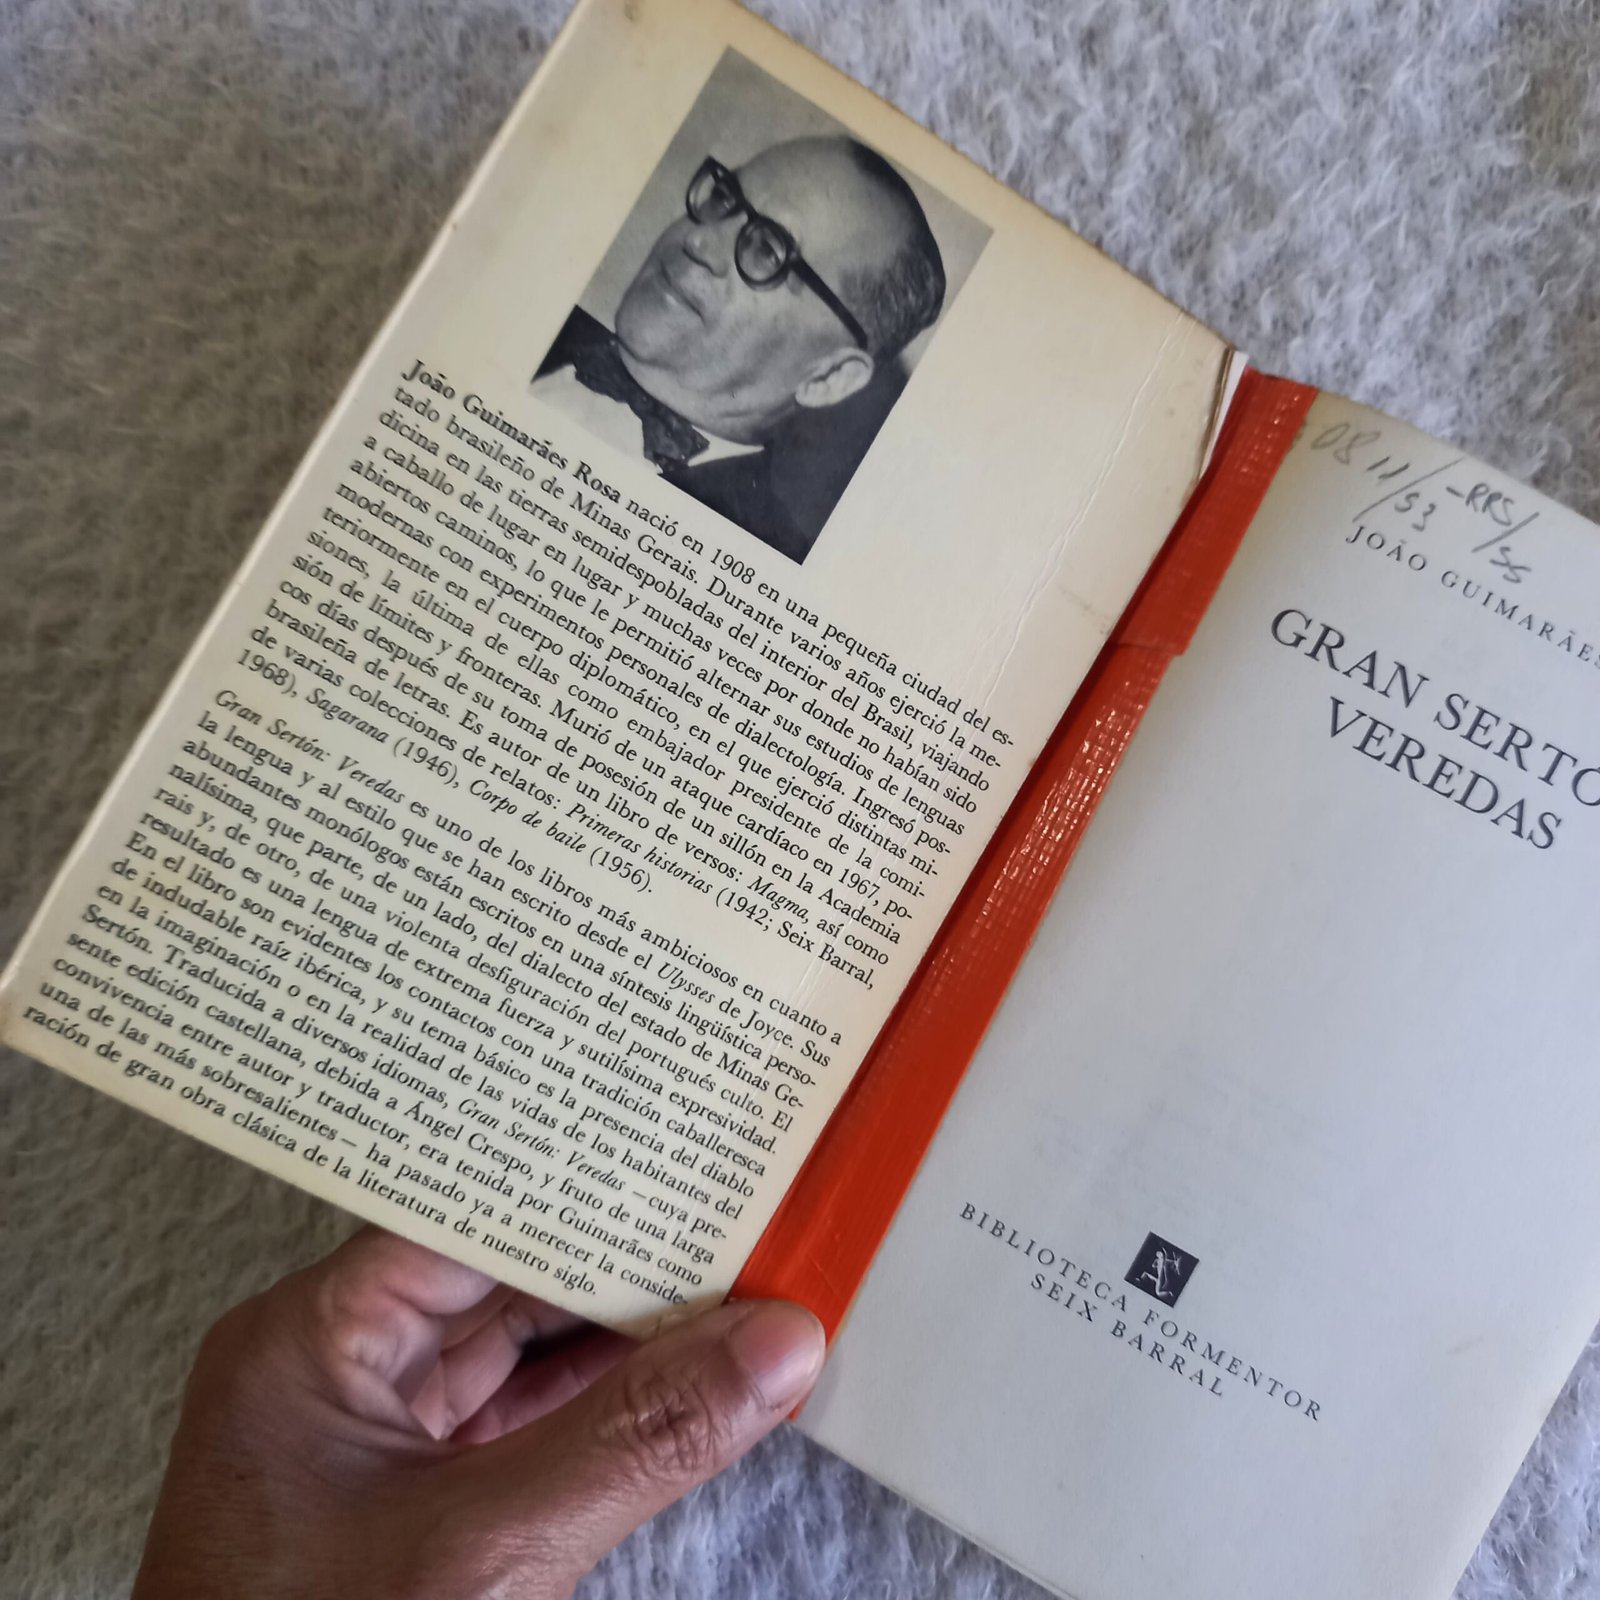 João Guimarães Rosa nació en 1908 en una pequeña ciudad del es-
tado brasileño de Minas Gerais. Durante varios años ejerció la me-
dicina en las tierras semidespobladas del interior del Brasil, viajando
a caballo de lugar en lugar y muchas veces por donde no habían sido
abiertos caminos, lo que le permitió alternar sus estudios de lenguas
modernas con experimentos personales de dialectología. Ingresó pos-
teriormente en el cuerpo diplomático, en el que ejerció distintas mi-
siones, la última de ellas como embajador presidente de la comi-
sión de límites y fronteras. Murió de un ataque cardíaco en 1967, po-
cos días después de su toma de posesión de un sillón en la Academia
brasileña de letras. Es autor de un libro de versos: Magma, así como
de varias colecciones de relatos: Primeras historias (1942; Seix Barral,
1968), Sagarana (1946), Corpo de baile (1956).
Gran Sertón: Veredas es uno de los libros más ambiciosos en cuanto a
la lengua y al estilo que se han escrito desde el Ulysses de Joyce. Sus
abundantes monólogos están escritos en una síntesis lingüística perso-
nalísima, que parte, de un lado, del dialecto del estado de Minas Ge-
rais y, de otro, de una violenta desfiguración del portugués culto. El
resultado es una lengua de extrema fuerza y sutilísima expresividad.
En el libro son evidentes los contactos con una tradición caballeresca
de indudable raíz ibérica, y su tema básico es la presencia del diablo
en la imaginación o en la realidad de las vidas de los habitantes del
Sertón. Traducida a diversos idiomas, Gran Sertón: Veredas —cuya pre-
sente edición castellana, debida a Ángel Crespo, y fruto de una larga
convivencia entre autor y traductor, era tenida por Guimarães como
una de las más sobresalientes— ha pasado ya a merecer la conside-
ración de gran obra clásica de la literatura de nuestro siglo.
08 11/53
JOÃO GUIMARÃES
GRAN SERTÓ
VEREDAS
BIBLIOTECA FORMENTOR
SEIX BARRAL